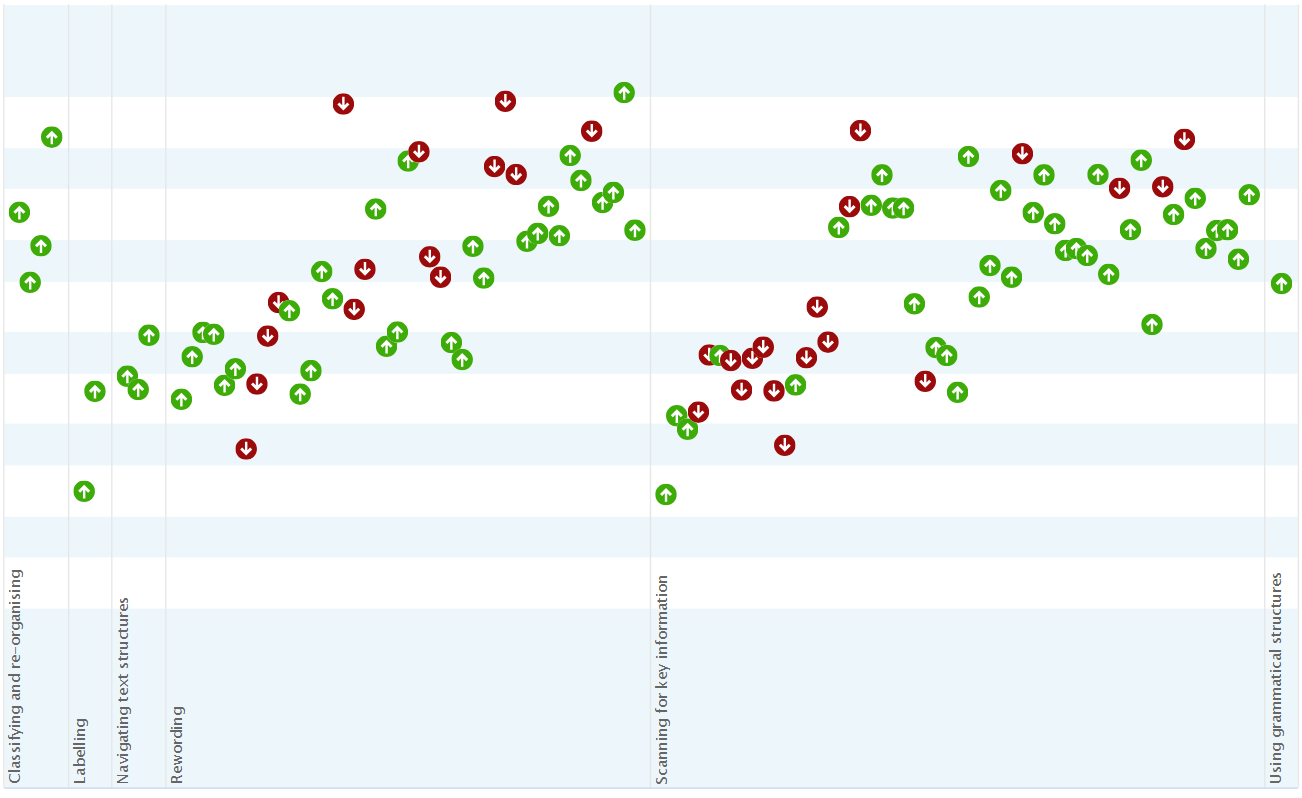 Classifying and re-organising
Labelling
Navigating text structures
Rewording
Scanning for key information
Using grammatical structures